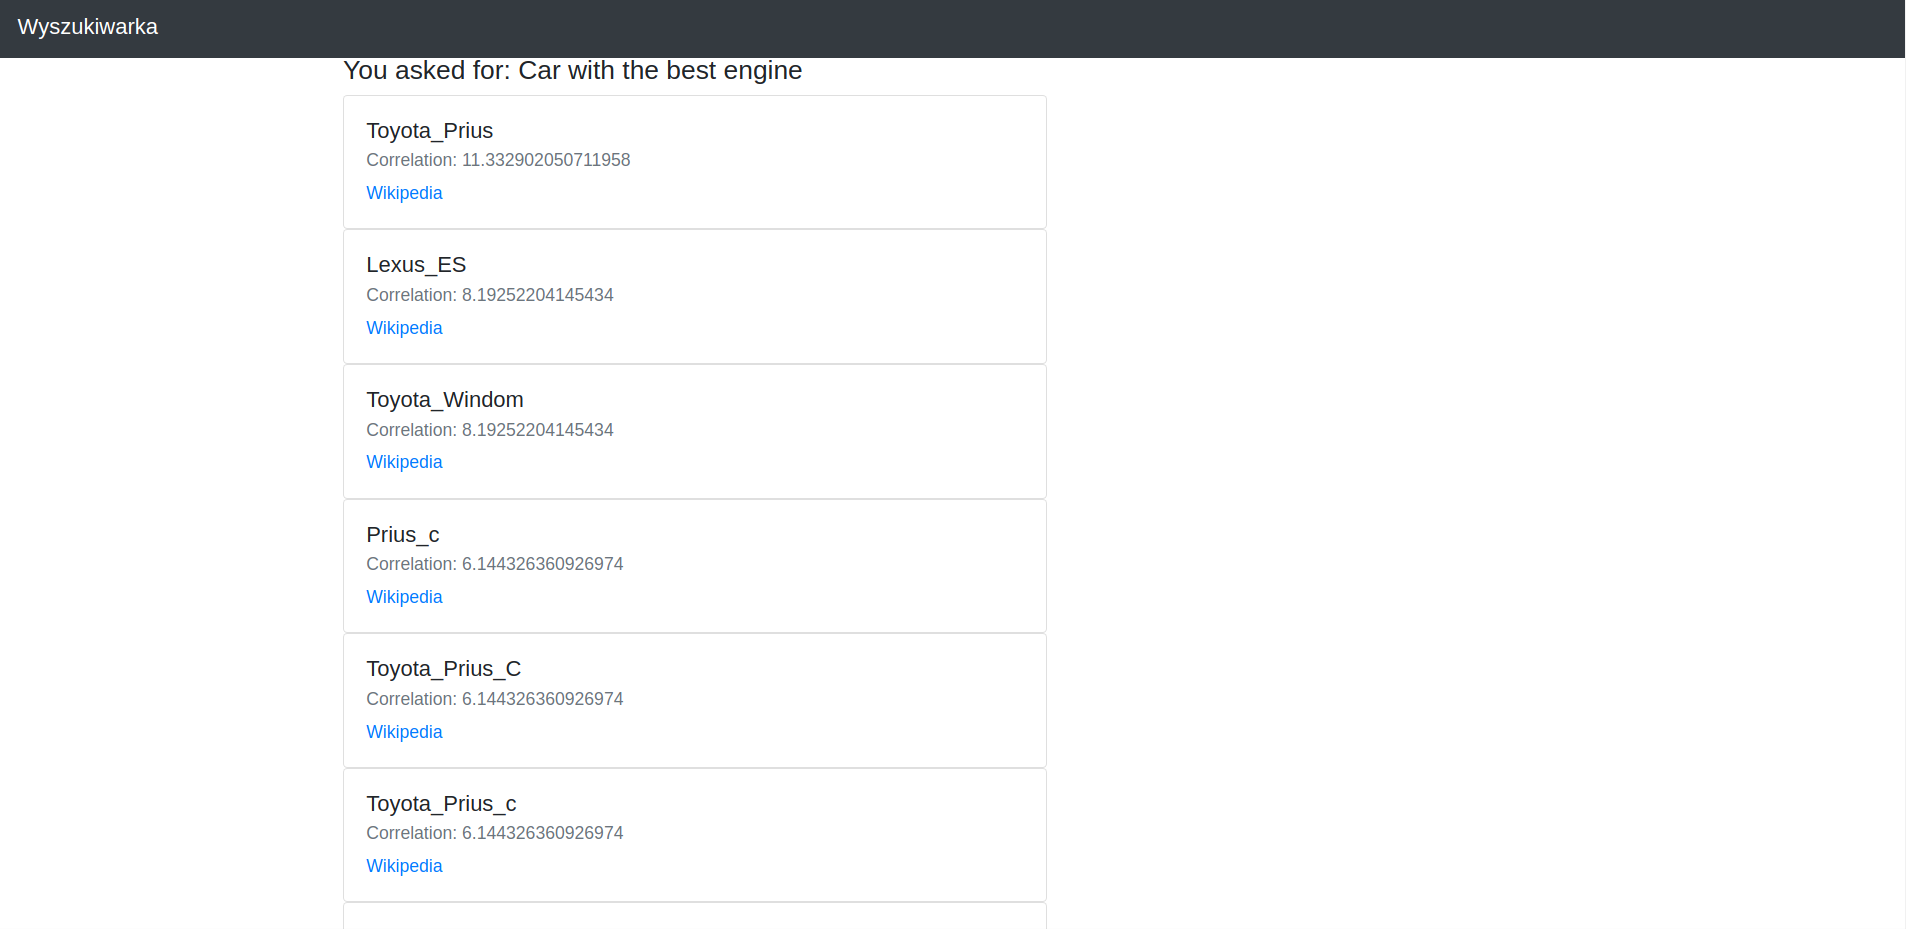 Wyszukiwarka
You asked for: Car with the best engine
Toyota_Prius
Correlation: 11.332902050711958
Wikipedia
Lexus_ES
Correlation: 8.19252204145434
Wikipedia
Toyota_Windom
Correlation: 8.19252204145434
Wikipedia
Prius_c
Correlation: 6.144326360926974
Wikipedia
Toyota_Prius_C
Correlation: 6.144326360926974
Wikipedia
Toyota_Prius_c
Correlation: 6.144326360926974
Wikipedia